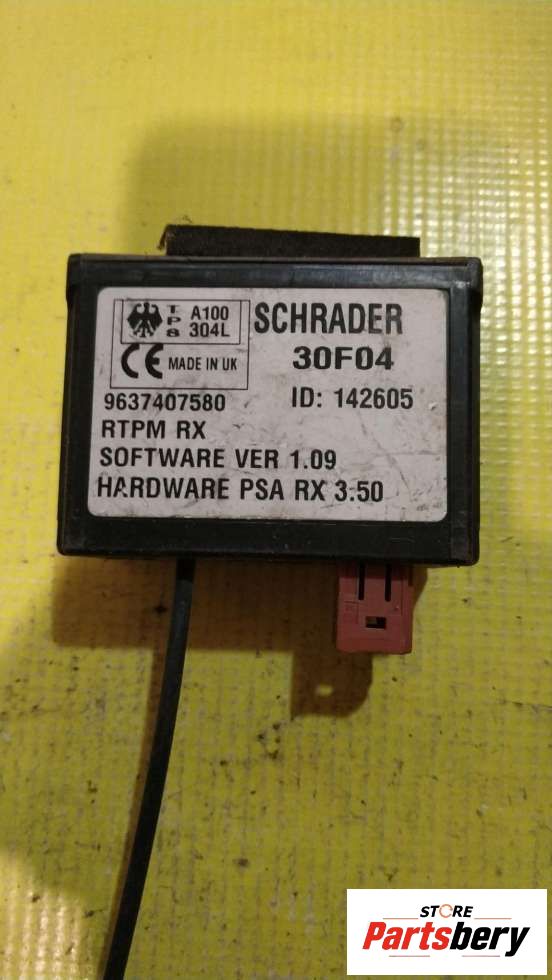 TPS A100 304L
SCHRADER
CE MADE IN UK
30F04
9637407580 ID: 142605
RTPM RX
SOFTWARE VER 1.09
HARDWARE PSA RX 3.50
STORE
Partsbery